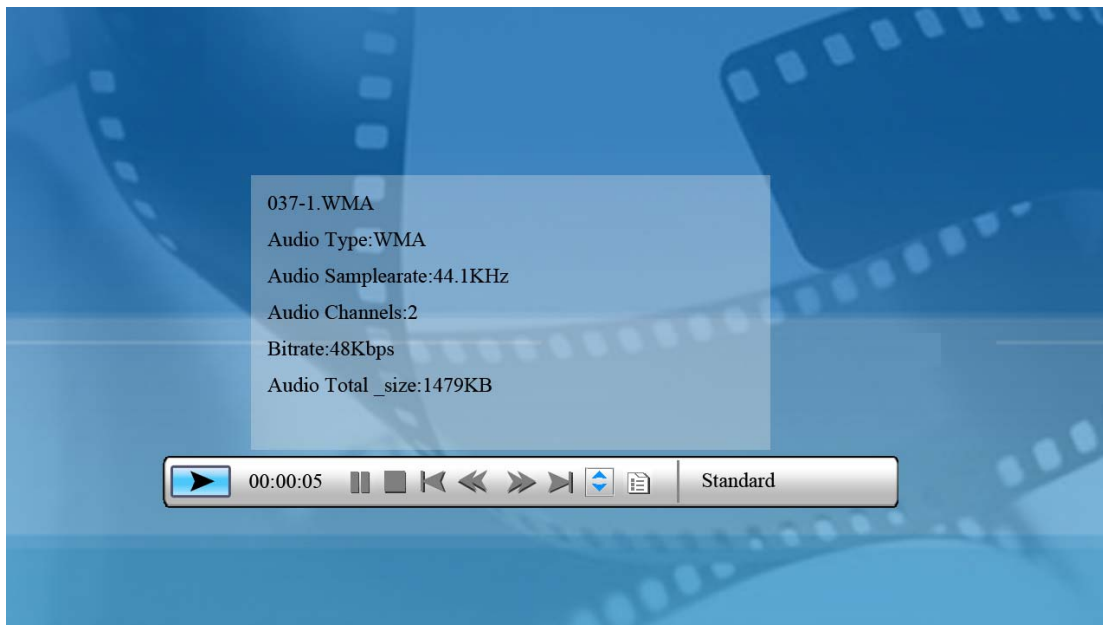 037-1.WMA
Audio Type:WMA
Audio Samplearate:44.1KHz
Audio Channels:2
Bitrate:48Kbps
Audio Total _size:1479KB
00:00:05 Standard